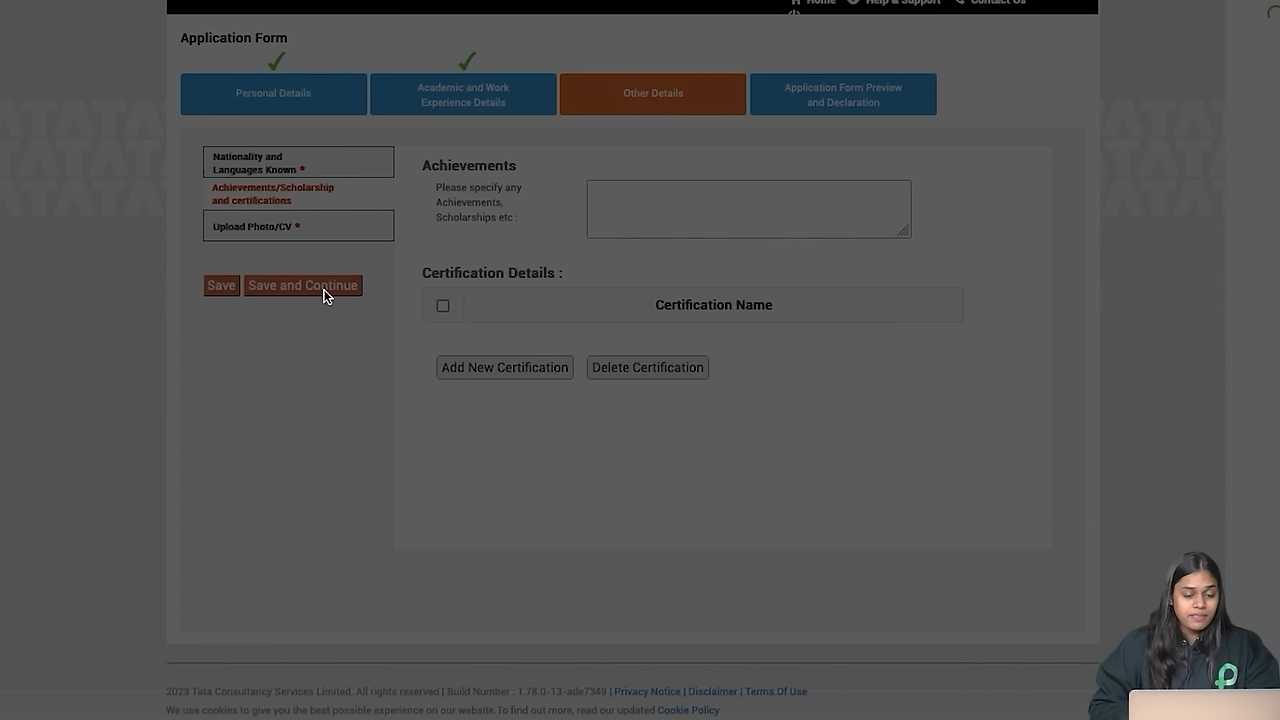 Home Help & Support Contact Us
Application Form
Personal Details
Academic and Work
Experience Details
Other Details
Application Form Preview
and Declaration
Nationality and
Languages Known *
Achievements/Scholarship
and certifications
Upload Photo/CV *
Save
Save and Continue
Achievements
Please specify any
Achievements,
Scholarships etc :
Certification Details :
Certification Name
Add New Certification
Delete Certification
2023 Tata Consultancy Services Limited. All rights reserved | Build Number : 1.78.0-13-ade7349 | Privacy Notice | Disclaimer | Terms Of Use
We use cookies to give you the best possible experience on our website.To find out more, read our updated Cookie Policy